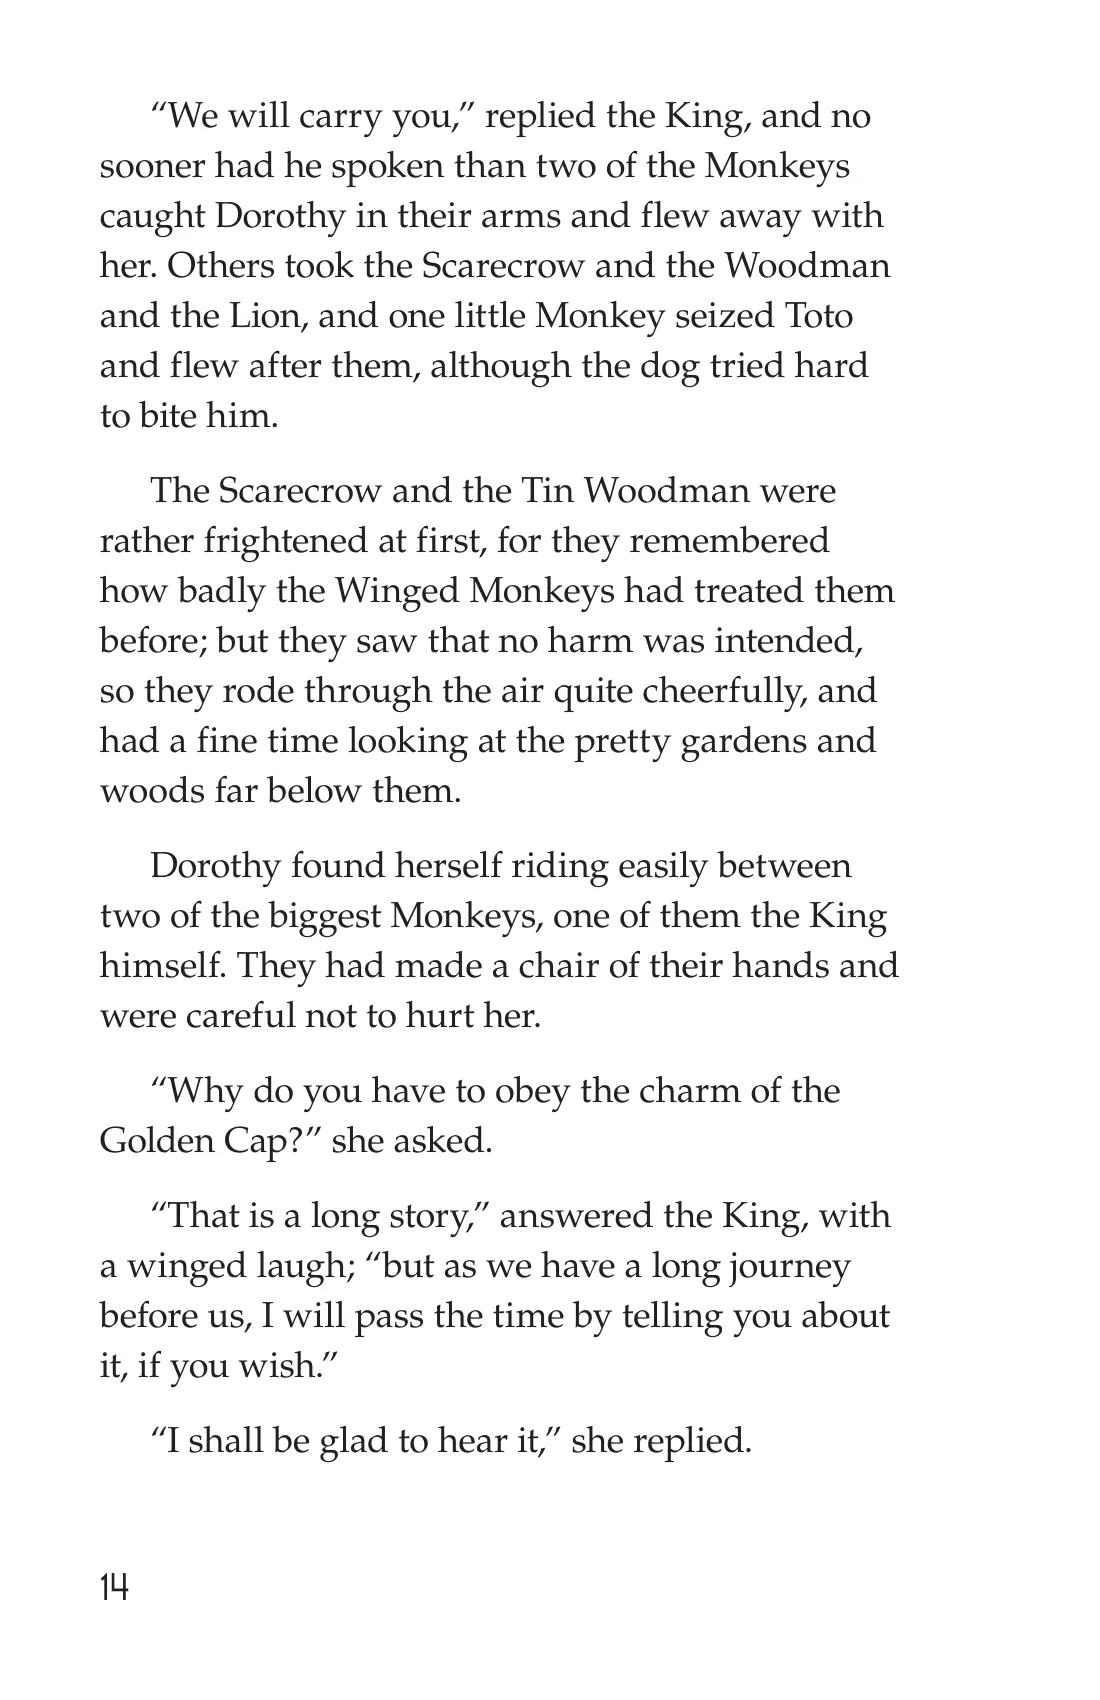 “We will carry you,” replied the King, and no
sooner had he spoken than two of the Monkeys
caught Dorothy in their arms and flew away with
her. Others took the Scarecrow and the Woodman
and the Lion, and one little Monkey seized Toto
and flew after them, although the dog tried hard
to bite him.
The Scarecrow and the Tin Woodman were
rather frightened at first, for they remembered
how badly the Winged Monkeys had treated them
before; but they saw that no harm was intended,
so they rode through the air quite cheerfully, and
had a fine time looking at the pretty gardens and
woods far below them.
Dorothy found herself riding easily between
two of the biggest Monkeys, one of them the King
himself. They had made a chair of their hands and
were careful not to hurt her.
“Why do you have to obey the charm of the
Golden Cap?” she asked.
“That is a long story,” answered the King, with
a winged laugh; “but as we have a long journey
before us, I will pass the time by telling you about
it, if you wish.”
“I shall be glad to hear it,” she replied.
14